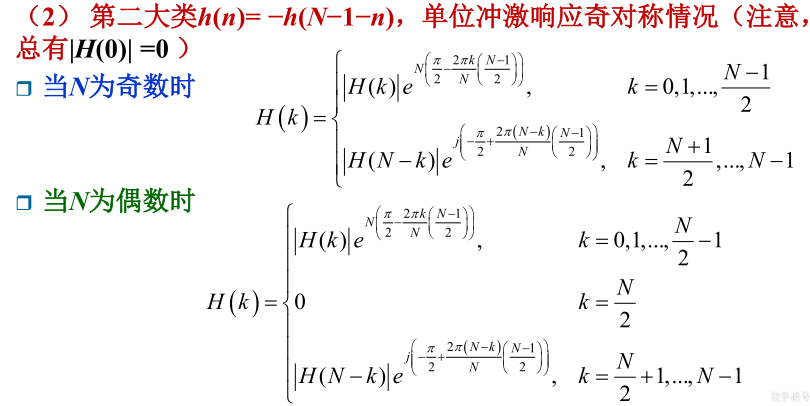 （2） 第二大类h(n)= −h(N−1−n)，单位冲激响应奇对称情况（注意，
总有|H(0)| =0 ）
❐ 当N为奇数时
H(k) = { |H(k)| e^{N(π/2 − (2πk/N)((N−1)/2))}, k = 0,1,...,(N−1)/2
|H(N−k)| e^{j(−π/2 + (2π(N−k)/N)((N−1)/2))}, k = (N+1)/2,...,N−1
❐ 当N为偶数时
H(k) = { |H(k)| e^{N(π/2 − (2πk/N)((N−1)/2))}, k = 0,1,...,N/2 −1
0 k = N/2
|H(N−k)| e^{j(−π/2 + (2π(N−k)/N)((N−1)/2))}, k = N/2 +1,...,N−1